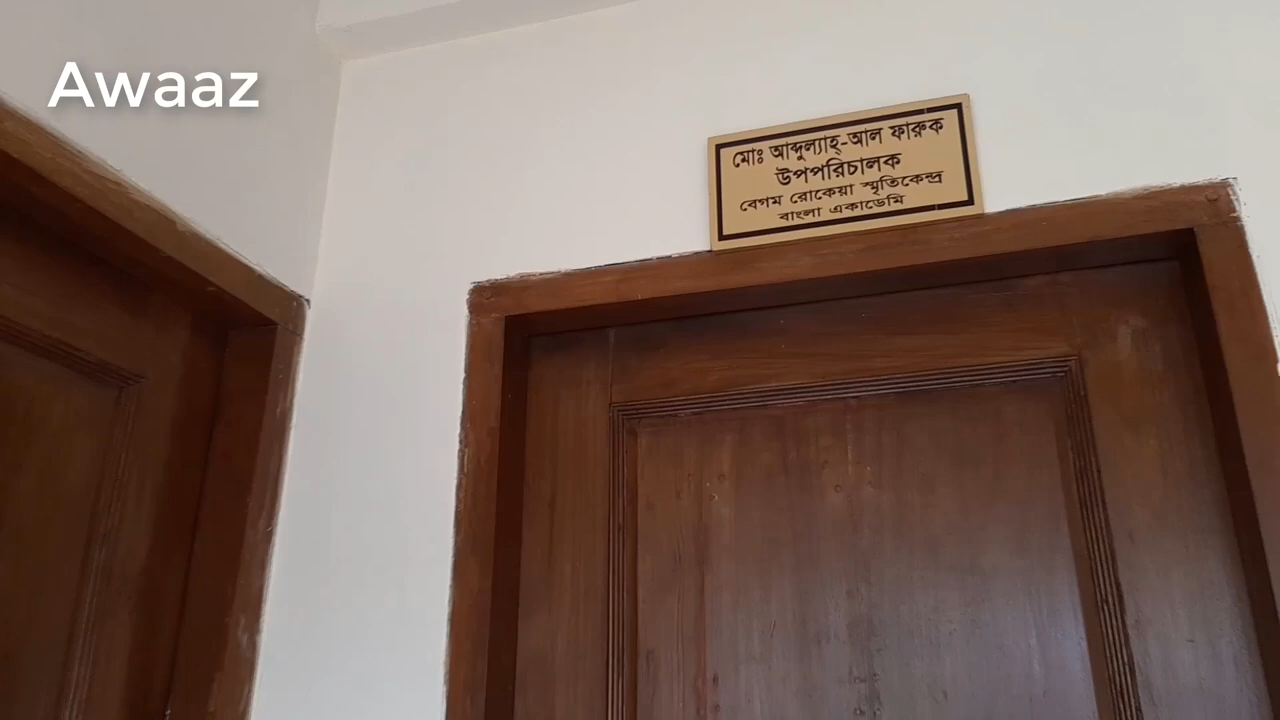 Awaaz
মোঃ আব্দুল্যাহ্-আল ফারুক
উপপরিচালক
বেগম রোকেয়া স্মৃতিকেন্দ্র
বাংলা একাডেমি